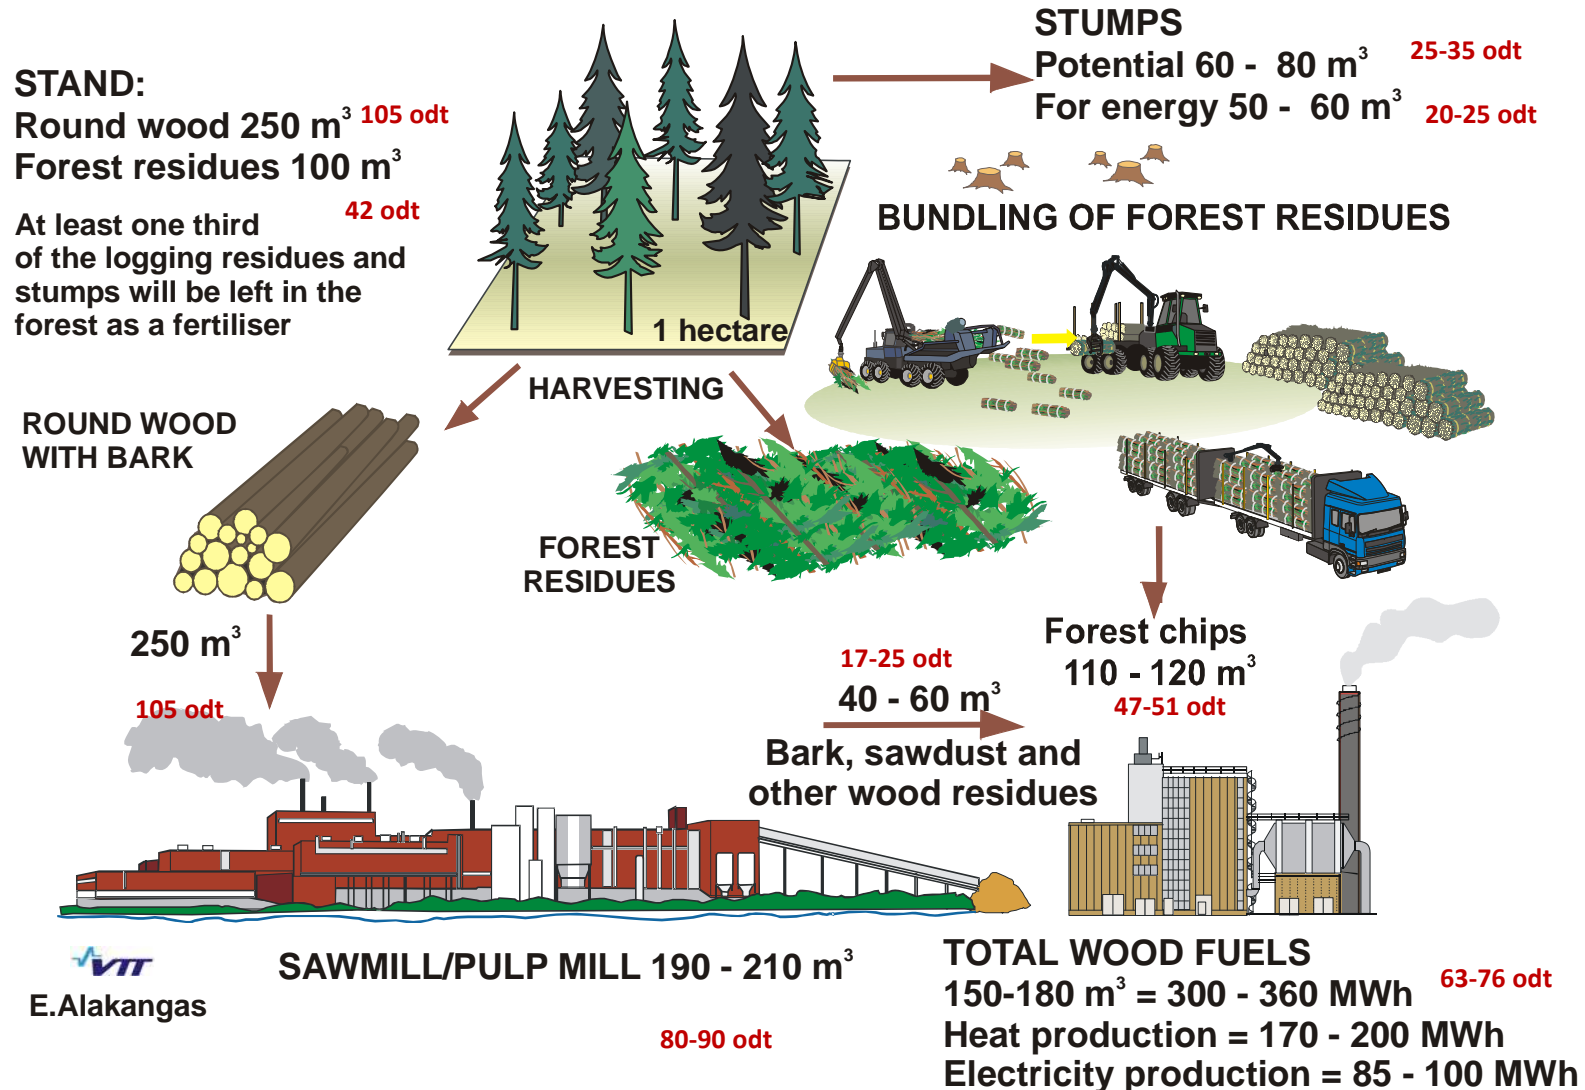 STUMPS
Potential 60 - 80 m³ 25-35 odt
For energy 50 - 60 m³ 20-25 odt
STAND:
Round wood 250 m³ 105 odt
Forest residues 100 m³
42 odt
At least one third
of the logging residues and
stumps will be left in the
forest as a fertiliser
1 hectare
BUNDLING OF FOREST RESIDUES
HARVESTING
ROUND WOOD
WITH BARK
FOREST
RESIDUES
250 m³
105 odt
17-25 odt
40 - 60 m³
Bark, sawdust and
other wood residues
Forest chips
110 - 120 m³
47-51 odt
VTT
E.Alakangas
SAWMILL/PULP MILL 190 - 210 m³
80-90 odt
TOTAL WOOD FUELS
150-180 m³ = 300 - 360 MWh 63-76 odt
Heat production = 170 - 200 MWh
Electricity production = 85 - 100 MWh